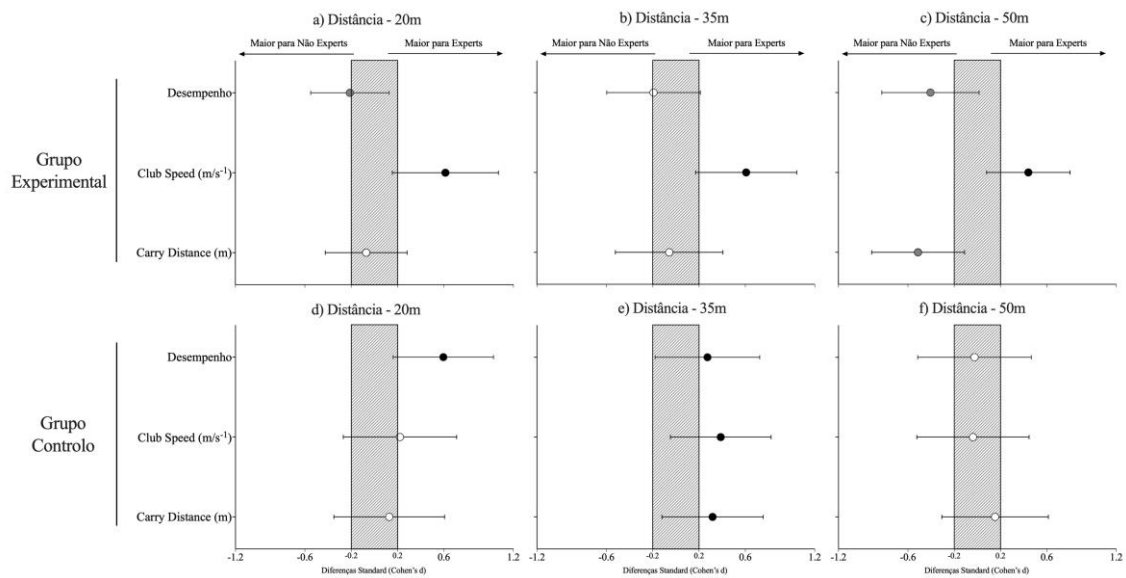 a) Distância - 20m
b) Distância - 35m
c) Distância - 50m
Maior para Não Experts
Maior para Experts
Maior para Não Experts
Maior para Experts
Maior para Não Experts
Maior para Experts
Grupo
Experimental
Desempenho
Club Speed (m/s⁻¹)
Carry Distance (m)
d) Distância - 20m
e) Distância - 35m
f) Distância - 50m
Grupo
Controlo
Desempenho
Club Speed (m/s⁻¹)
Carry Distance (m)
-1.2 -0.6 -0.2 0.2 0.6 1.2
-1.2 -0.6 -0.2 0.2 0.6 1.2
-1.2 -0.6 -0.2 0.2 0.6 1.2
Diferenças Standard (Cohen's d)
Diferenças Standard (Cohen's d)
Diferenças Standard (Cohen's d)